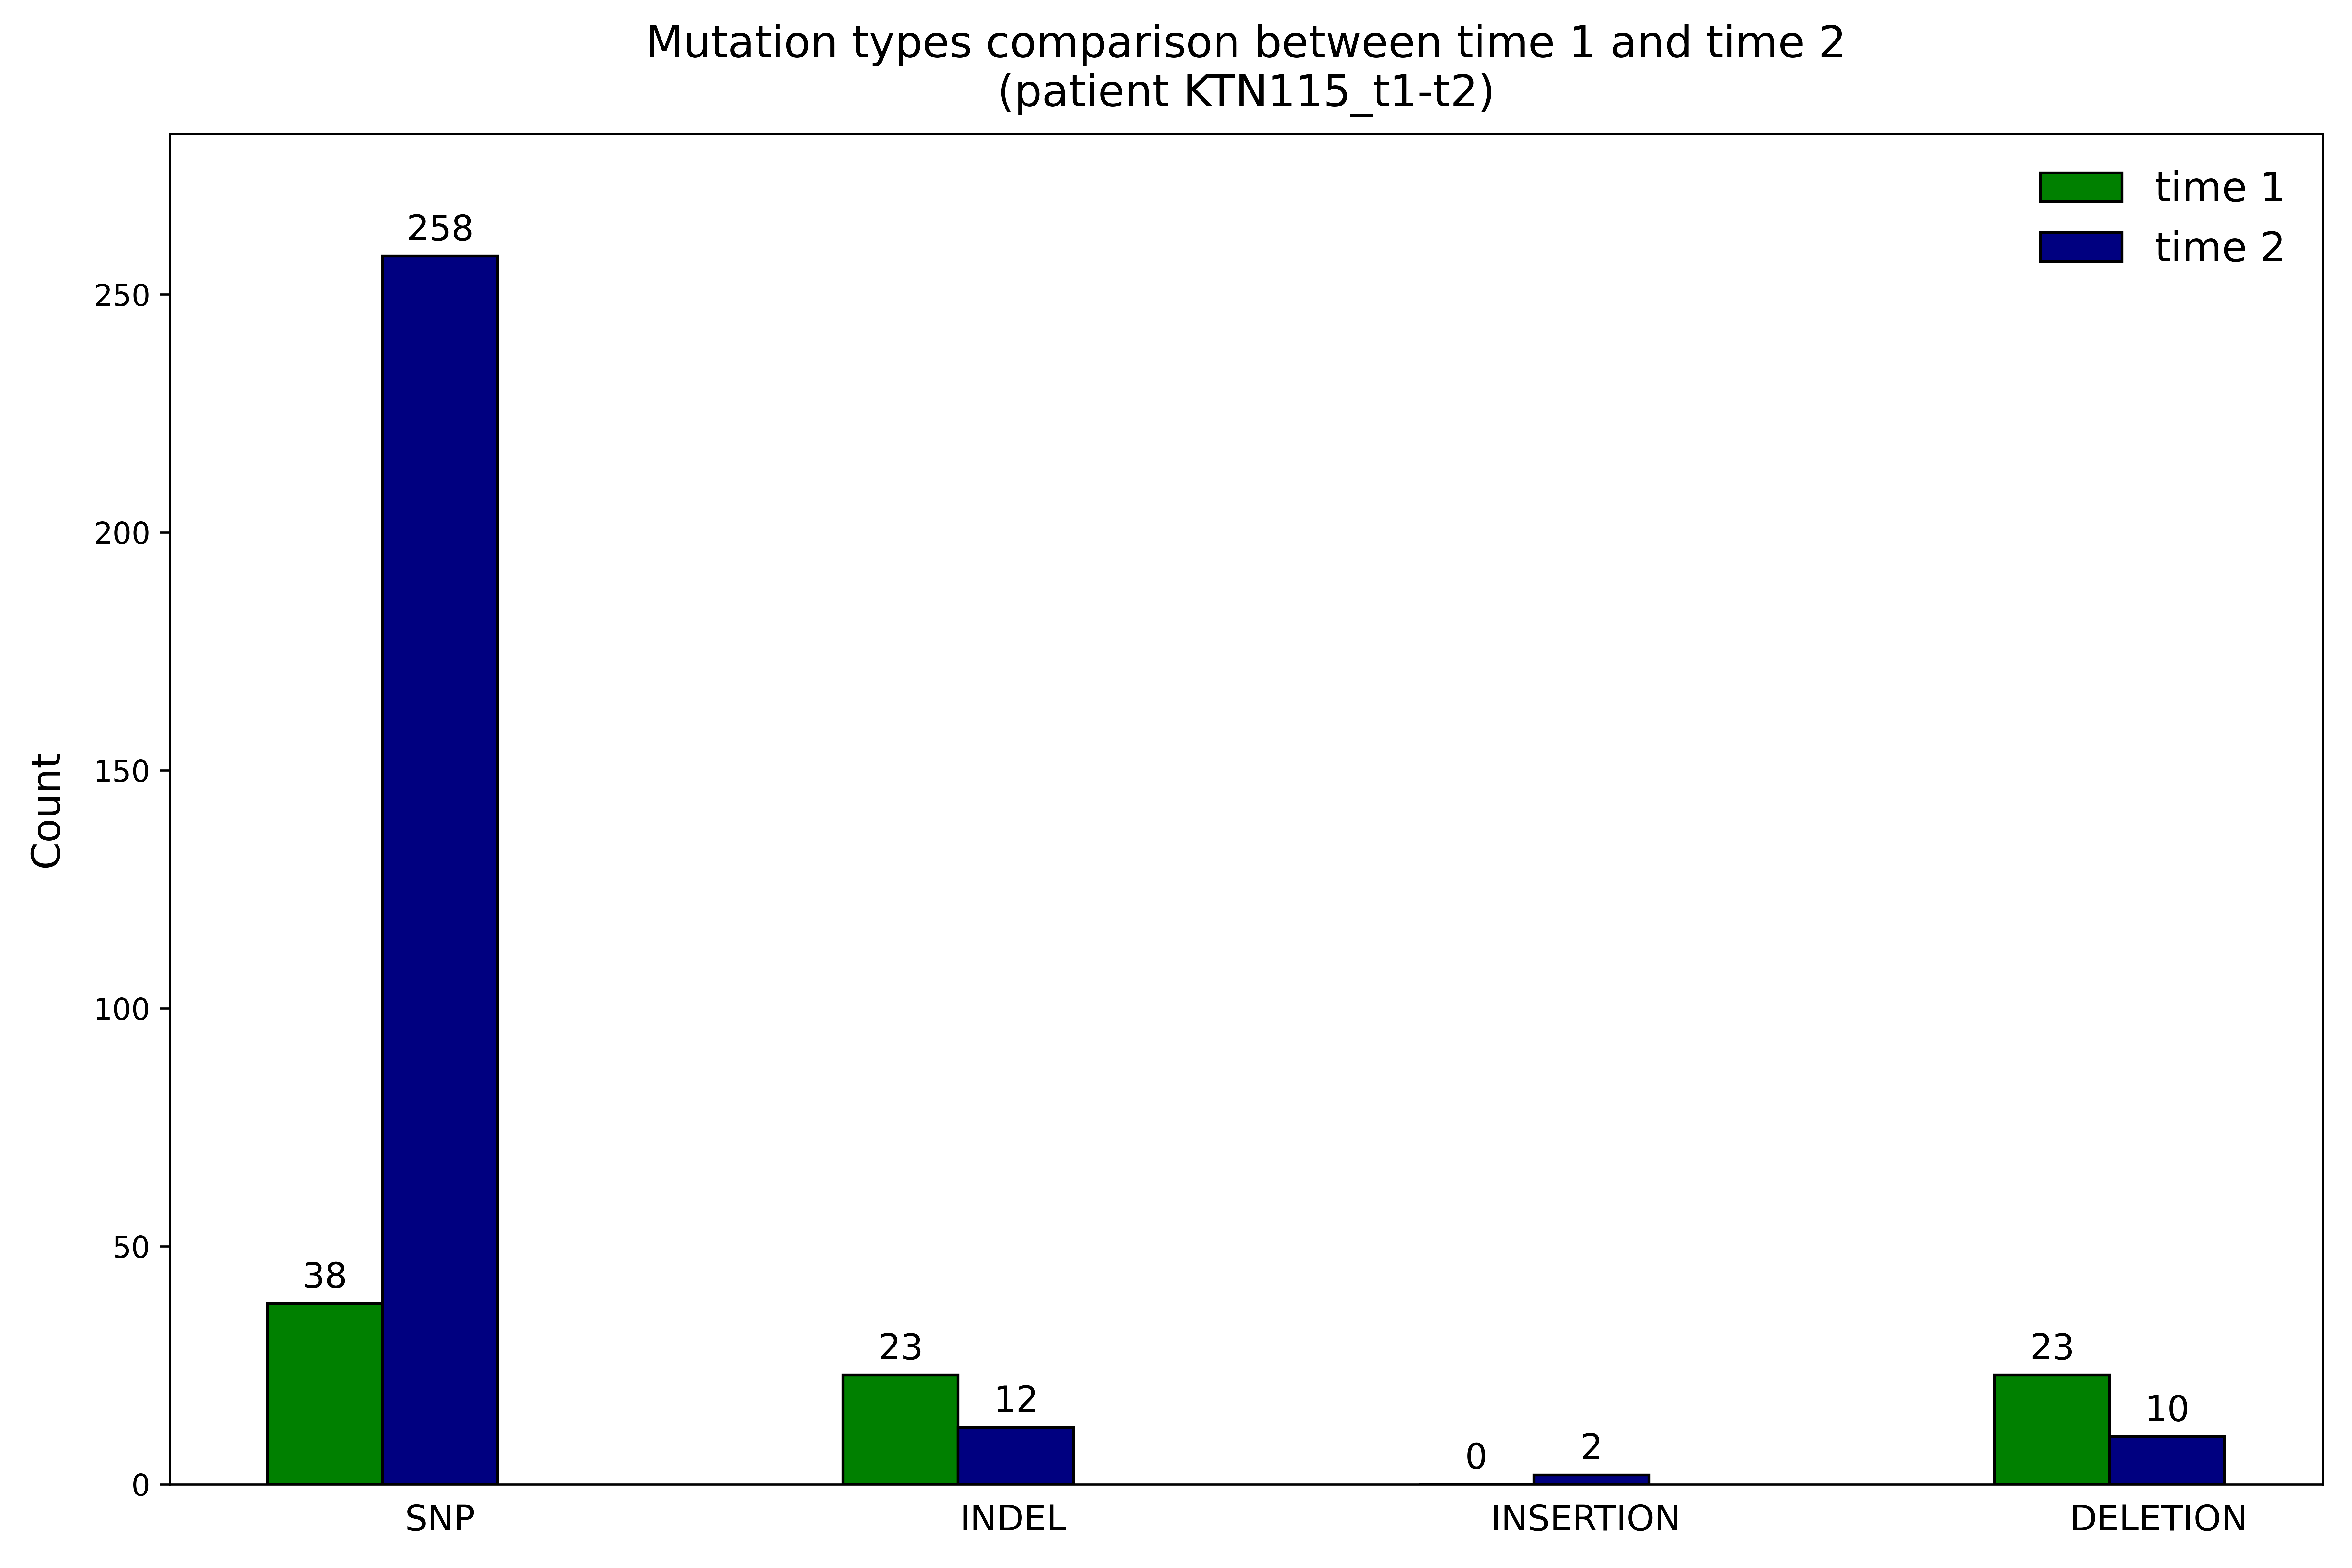 Mutation types comparison between time 1 and time 2
(patient KTN115_t1-t2)
time 1
time 2
Count
250
200
150
100
50
0
258
38
23
12
0
2
23
10
SNP
INDEL
INSERTION
DELETION